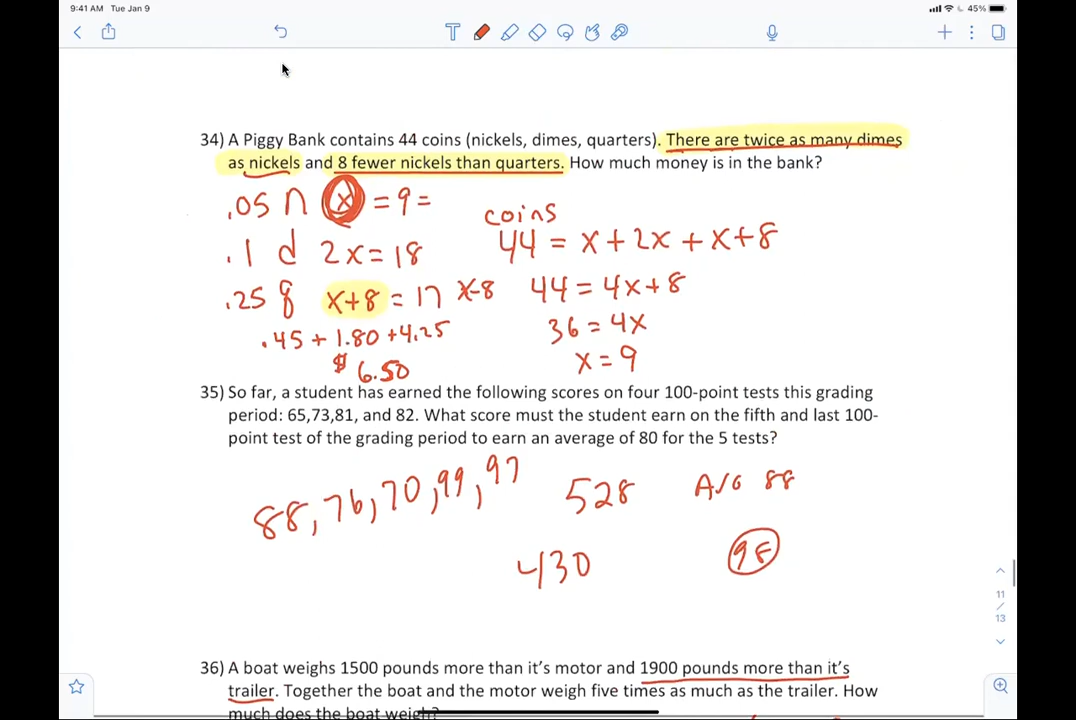 9:41 AM Tue Jan 9 45%
34) A Piggy Bank contains 44 coins (nickels, dimes, quarters). There are twice as many dimes
as nickels and 8 fewer nickels than quarters. How much money is in the bank?
.05 n x = 9 =
coins
.1 d 2x = 18
44 = x + 2x + x + 8
.25 q x+8 = 17 x-8
44 = 4x + 8
.45 + 1.80 + 4.25
36 = 4x
$6.50
x = 9
35) So far, a student has earned the following scores on four 100-point tests this grading
period: 65,73,81, and 82. What score must the student earn on the fifth and last 100-
point test of the grading period to earn an average of 80 for the 5 tests?
88, 76, 70, 99, 97 528 AVG 88
430 98
11
/
13
36) A boat weighs 1500 pounds more than it's motor and 1900 pounds more than it's
trailer. Together the boat and the motor weigh five times as much as the trailer. How
much does the boat weigh?